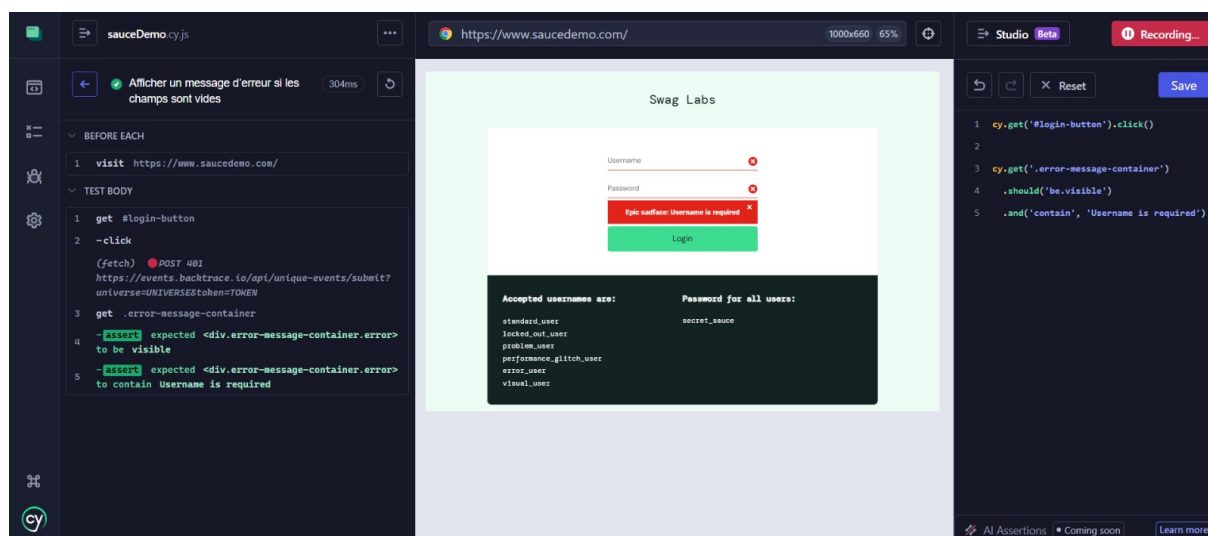 sauceDemo.cy.js
Afficher un message d'erreur si les
champs sont vides
304ms
BEFORE EACH
1 visit https://www.saucedemo.com/
TEST BODY
1 get #login-button
2 -click
(fetch) POST 401
https://events.backtrace.io/api/unique-events/submit?
universe=UNIVERSE&token=TOKEN
3 get .error-message-container
4 -assert expected <div.error-message-container.error>
to be visible
5 -assert expected <div.error-message-container.error>
to contain Username is required
cy
https://www.saucedemo.com/
1000x660 65%
Swag Labs
Username
Password
Epic sadface: Username is required
Login
Accepted usernames are:
standard_user
locked_out_user
problem_user
performance_glitch_user
error_user
visual_user
Password for all users:
secret_sauce
Studio Beta
Recording...
Reset
Save
1 cy.get('#login-button').click()
2
3 cy.get('.error-message-container')
4 .should('be.visible')
5 .and('contain', 'Username is required')
AI Assertions • Coming soon
Learn more